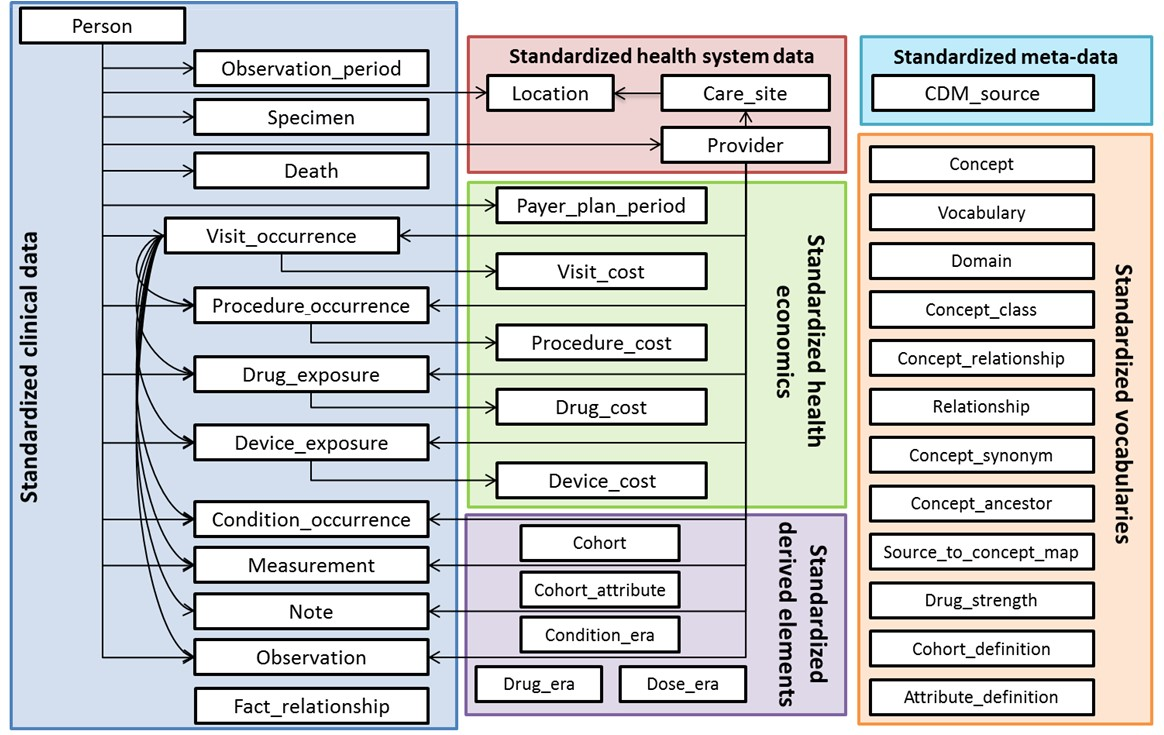 Standardized clinical data
Person
Observation_period
Specimen
Death
Visit_occurrence
Procedure_occurrence
Drug_exposure
Device_exposure
Condition_occurrence
Measurement
Note
Observation
Fact_relationship
Standardized health system data
Location
Care_site
Provider
Standardized health
economics
Payer_plan_period
Visit_cost
Procedure_cost
Drug_cost
Device_cost
Standardized
derived elements
Cohort
Cohort_attribute
Condition_era
Drug_era
Dose_era
Standardized meta-data
CDM_source
Standardized vocabularies
Concept
Vocabulary
Domain
Concept_class
Concept_relationship
Relationship
Concept_synonym
Concept_ancestor
Source_to_concept_map
Drug_strength
Cohort_definition
Attribute_definition